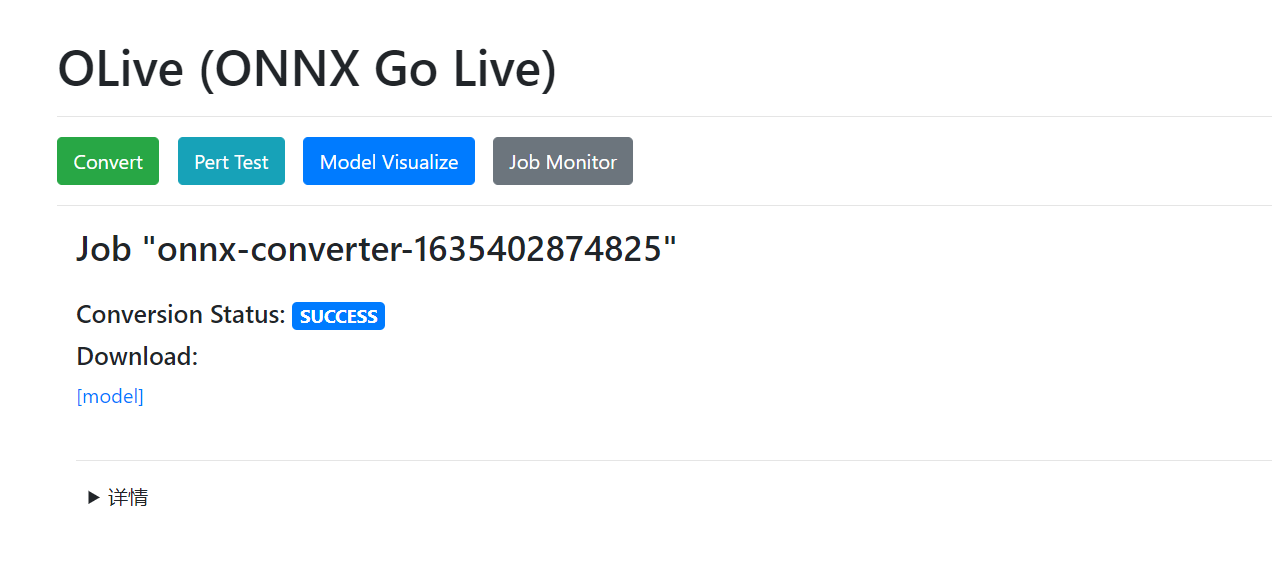 OLive (ONNX Go Live)
Convert Pert Test Model Visualize Job Monitor
Job "onnx-converter-1635402874825"
Conversion Status: SUCCESS
Download:
[model]
▶ 详情